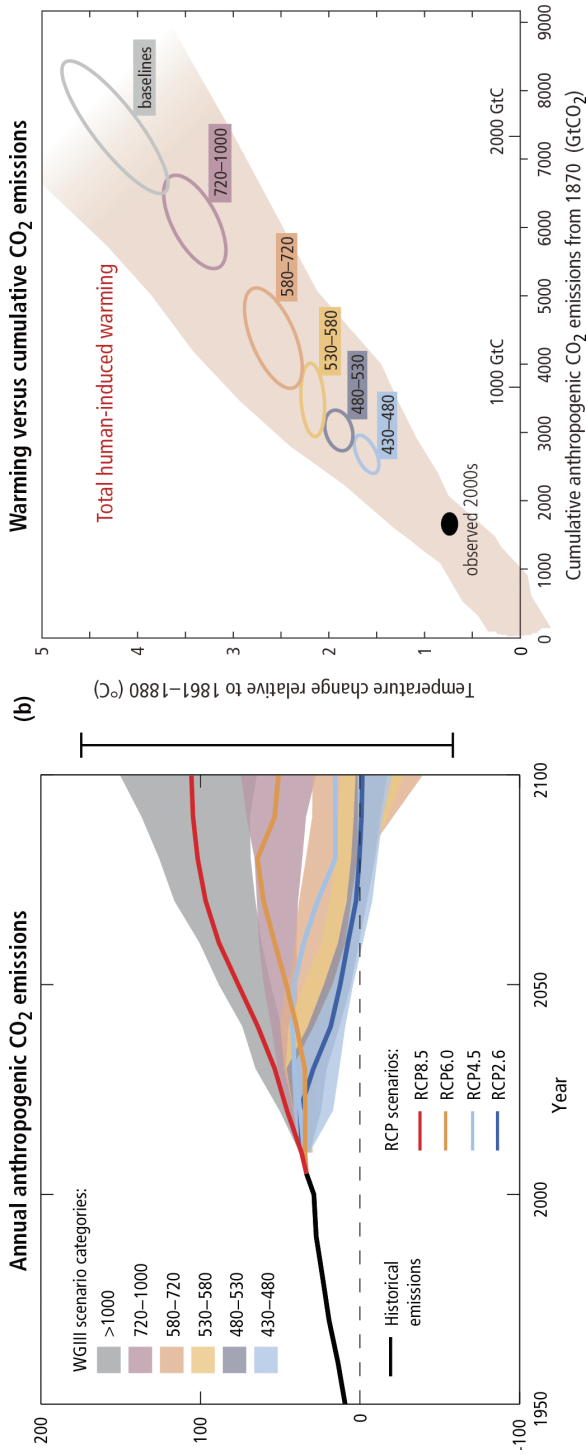 Annual anthropogenic CO₂ emissions
200
100
0
-100
1950
2000
2050
2100
Year
WGIII scenario categories:
>1000
720–1000
580–720
530–580
480–530
430–480
Historical
emissions
RCP scenarios:
RCP8.5
RCP6.0
RCP4.5
RCP2.6
(b)
Warming versus cumulative CO₂ emissions
Temperature change relative to 1861–1880 (°C)
5
4
3
2
1
0
Total human-induced warming
baselines
720–1000
580–720
530–580
480–530
430–480
observed 2000s
1000 GtC
2000 GtC
0
1000
2000
3000
4000
5000
6000
7000
8000
9000
Cumulative anthropogenic CO₂ emissions from 1870 (GtCO₂)